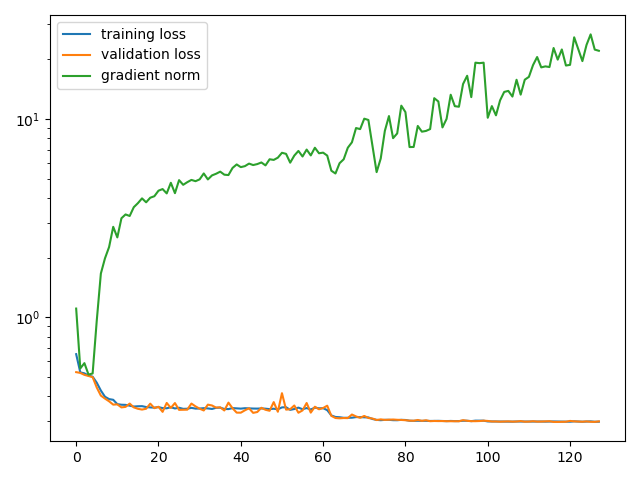 training loss
validation loss
gradient norm
10¹
10⁰
0 20 40 60 80 100 120